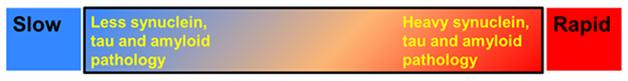 Slow
Less synuclein,
tau and amyloid
pathology
Heavy synuclein,
tau and amyloid
pathology
Rapid